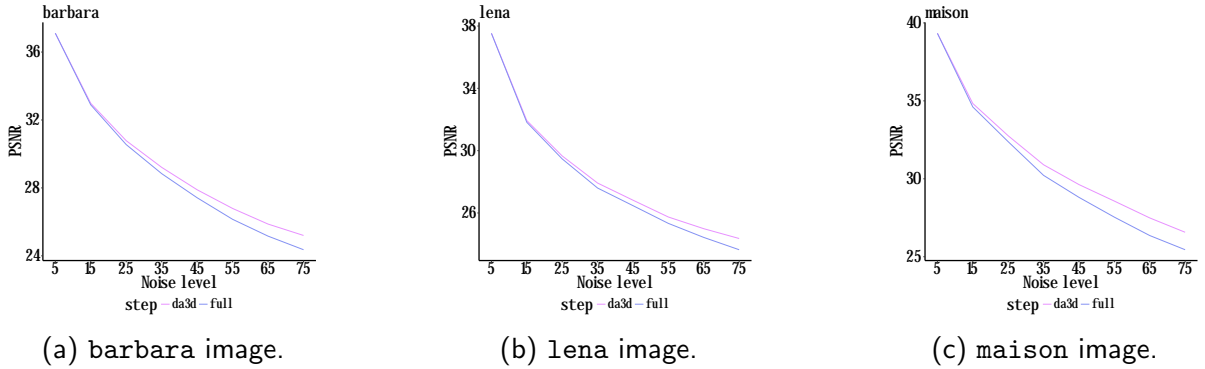 barbara
PSNR
36
32
28
24
5 15 25 35 45 55 65 75
Noise level
step da3d full
(a) barbara image.
lena
PSNR
38
34
30
26
5 15 25 35 45 55 65 75
Noise level
step da3d full
(b) lena image.
maison
PSNR
40
35
30
25
5 15 25 35 45 55 65 75
Noise level
step da3d full
(c) maison image.